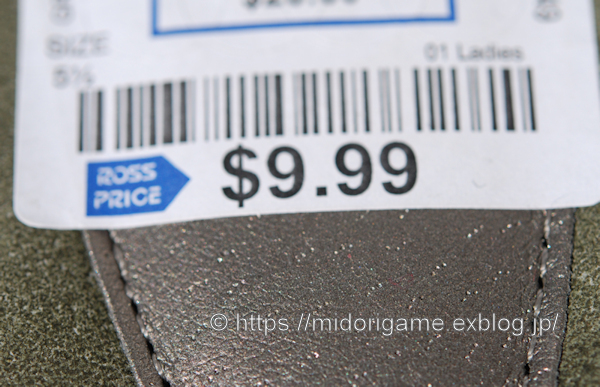 SIZE
5½
01 Ladies
ROSS
PRICE
$9.99
© https://midorigame.exblog.jp/